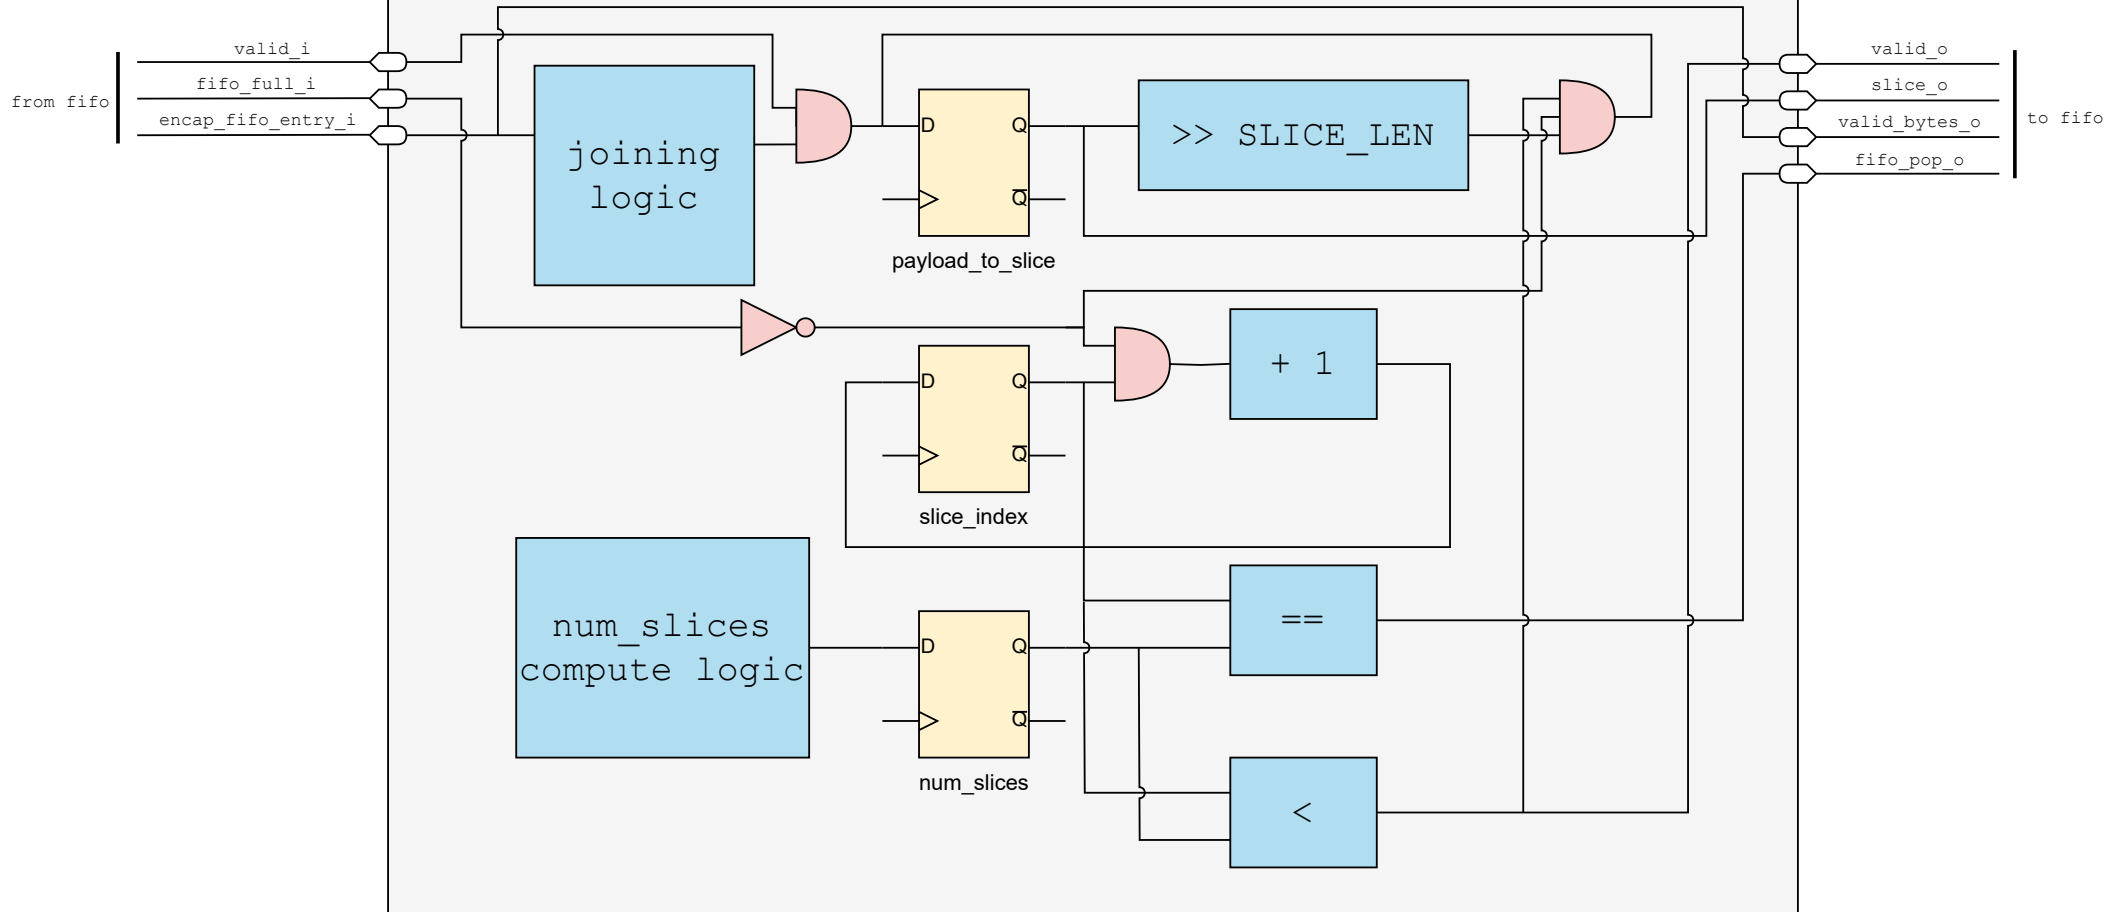 valid_i
fifo_full_i
encap_fifo_entry_i
from fifo
valid_o
slice_o
valid_bytes_o
fifo_pop_o
to fifo
joining
logic
D
Q
Q
payload_to_slice
>> SLICE_LEN
D
Q
Q
slice_index
+ 1
num_slices
compute logic
D
Q
Q
num_slices
==
<